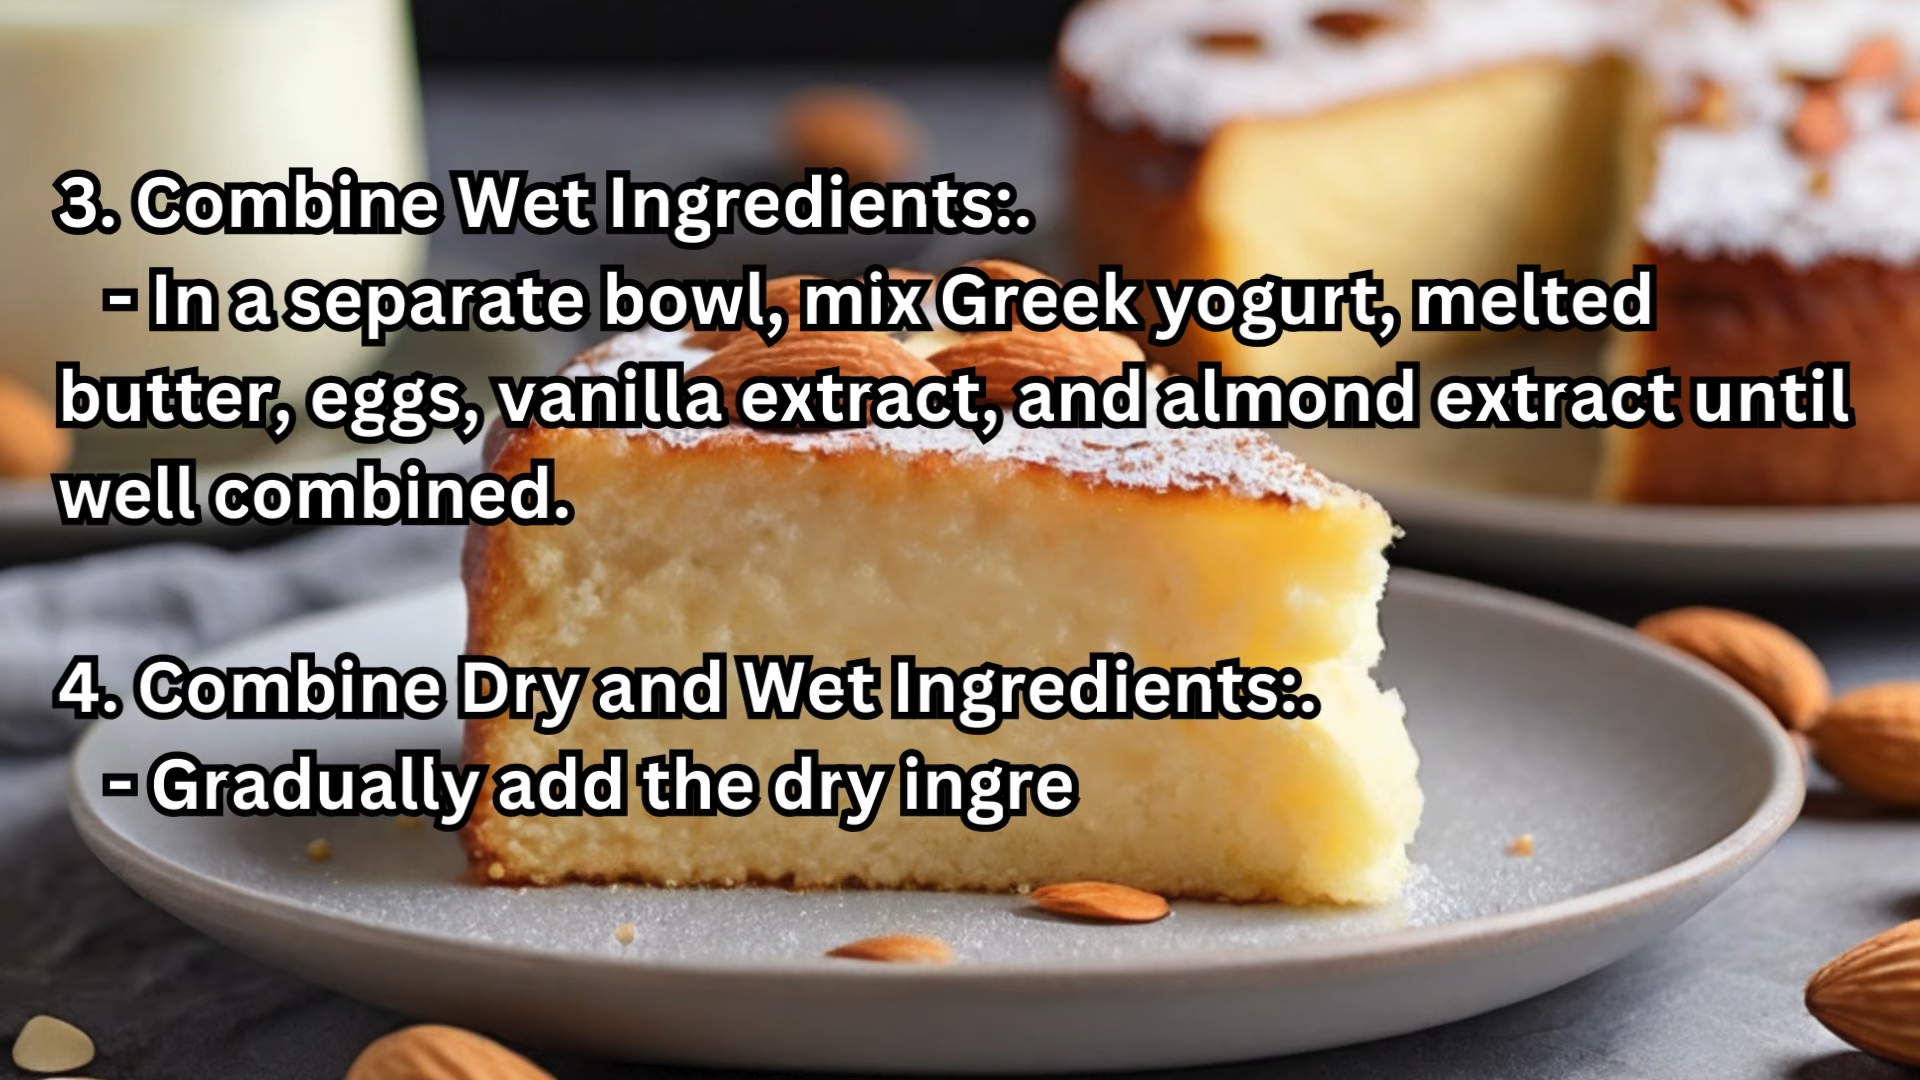 3. Combine Wet Ingredients:.
- In a separate bowl, mix Greek yogurt, melted
butter, eggs, vanilla extract, and almond extract until
well combined.
4. Combine Dry and Wet Ingredients:.
- Gradually add the dry ingre